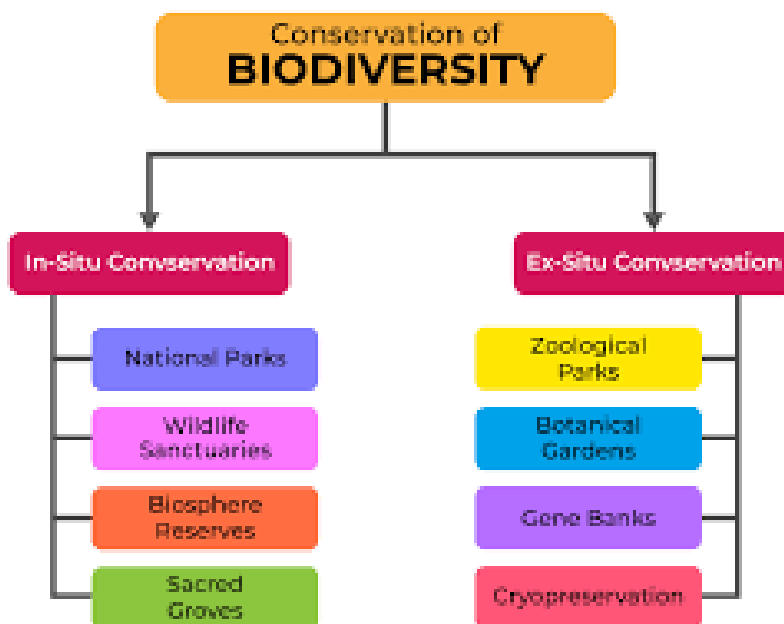 Conservation of
BIODIVERSITY
In-Situ Comvservation
Ex-Situ Comvservation
National Parks
Wildlife
Sanctuaries
Biosphere
Reserves
Sacred
Groves
Zoological
Parks
Botanical
Gardens
Gene Banks
Cryopreservation